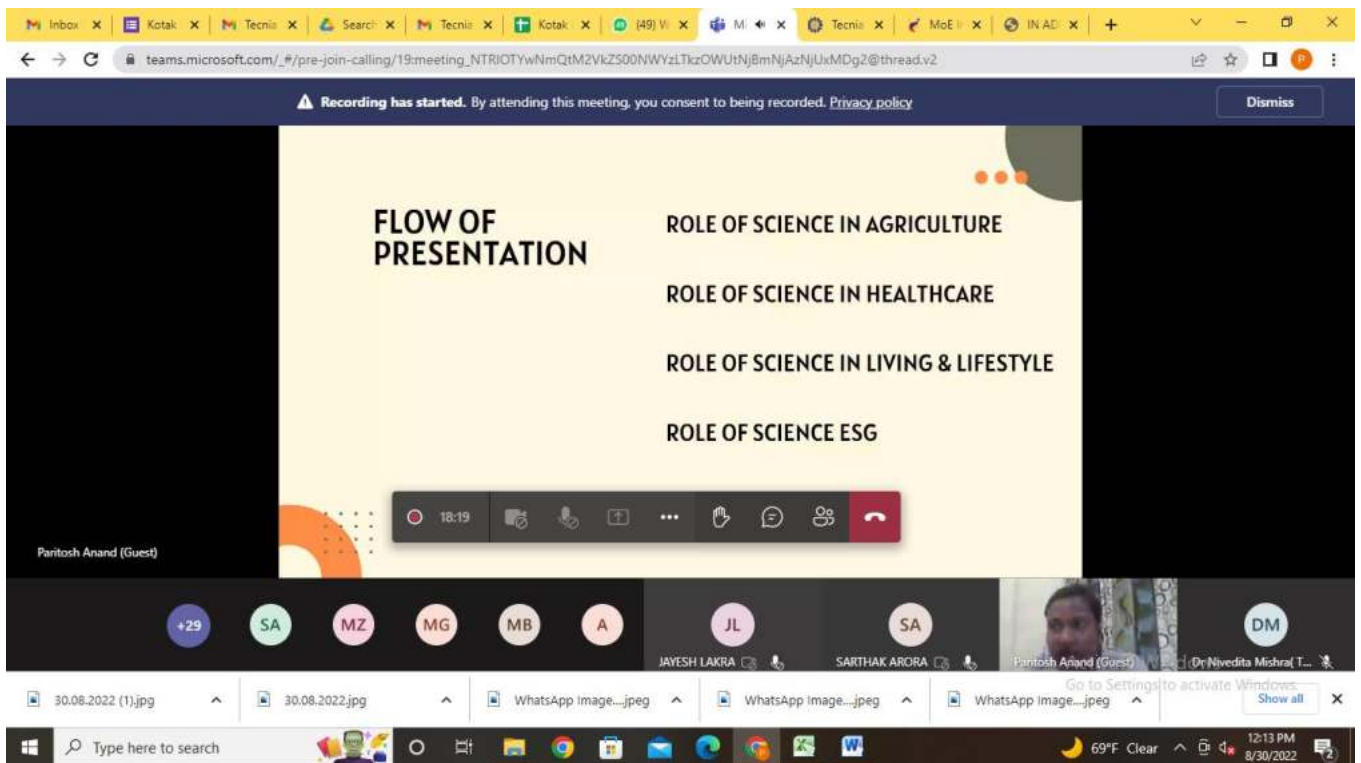 Inbox
Kotak
Tecnia
Search
Tecnia
Kotak
(49) W
Mi
Tecnia
MoE I
IN AD
teams.microsoft.com/_#/pre-join-calling/19:meeting_NTRIOTYwNmQtM2VkZS00NWYzLTkzOWUtNjBmNjAzNjUxMDg2@thread.v2
Recording has started. By attending this meeting, you consent to being recorded. Privacy policy
Dismiss
FLOW OF
PRESENTATION
ROLE OF SCIENCE IN AGRICULTURE
ROLE OF SCIENCE IN HEALTHCARE
ROLE OF SCIENCE IN LIVING & LIFESTYLE
ROLE OF SCIENCE ESG
18:19
Paritosh Anand (Guest)
+29
SA
MZ
MG
MB
A
JL
SA
DM
JAYESH LAKRA
SARTHAK ARORA
Paritosh Anand (Guest)
Dr Nivedita Mishra( T...
Go to Settings to activate Windows.
30.08.2022 (1).jpg
30.08.2022.jpg
WhatsApp Image....jpeg
WhatsApp Image....jpeg
WhatsApp Image....jpeg
Show all
Type here to search
69°F Clear
12:13 PM
8/30/2022
2